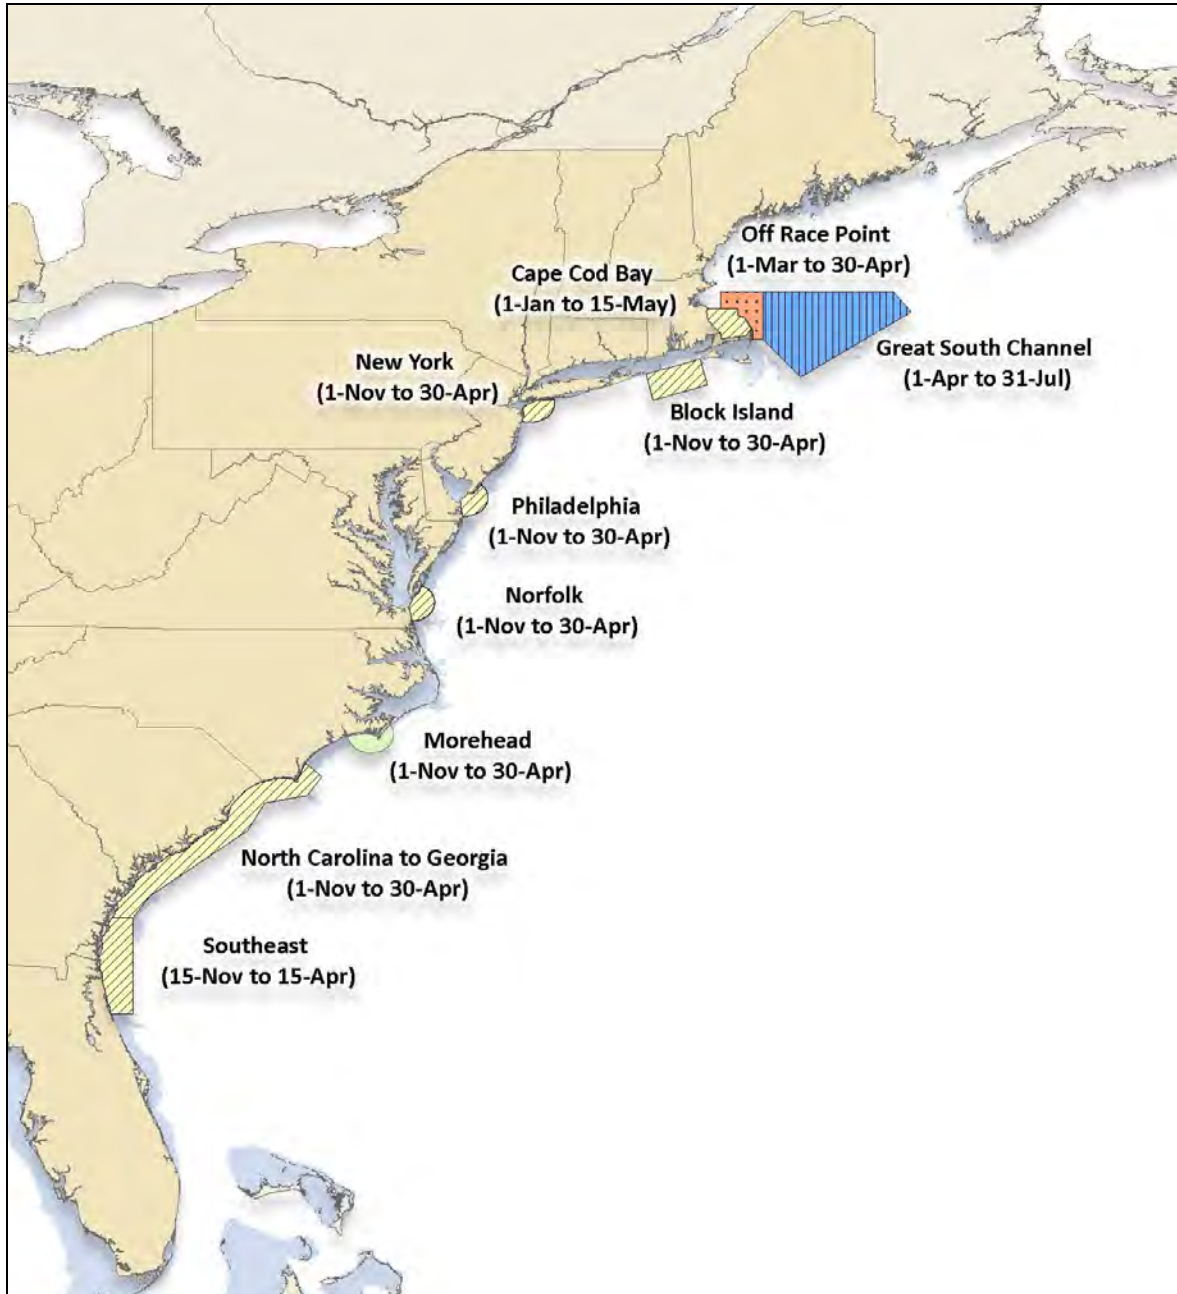 Off Race Point
(1-Mar to 30-Apr)
Cape Cod Bay
(1-Jan to 15-May)
Great South Channel
(1-Apr to 31-Jul)
New York
(1-Nov to 30-Apr)
Block Island
(1-Nov to 30-Apr)
Philadelphia
(1-Nov to 30-Apr)
Norfolk
(1-Nov to 30-Apr)
Morehead
(1-Nov to 30-Apr)
North Carolina to Georgia
(1-Nov to 30-Apr)
Southeast
(15-Nov to 15-Apr)